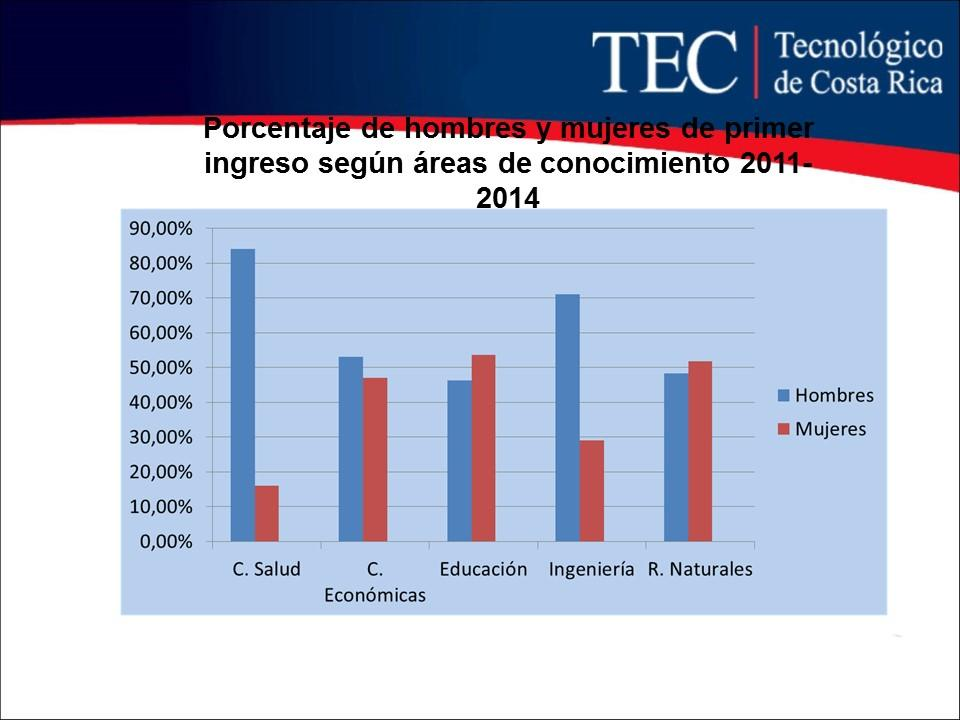 TEC
Tecnológico
de Costa Rica
Porcentaje de hombres y mujeres de primer
ingreso según áreas de conocimiento 2011-
2014
90,00%
80,00%
70,00%
60,00%
50,00%
40,00%
30,00%
20,00%
10,00%
0,00%
C. Salud
C.
Económicas
Educación
Ingeniería
R. Naturales
Hombres
Mujeres